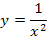 y = 1/x²